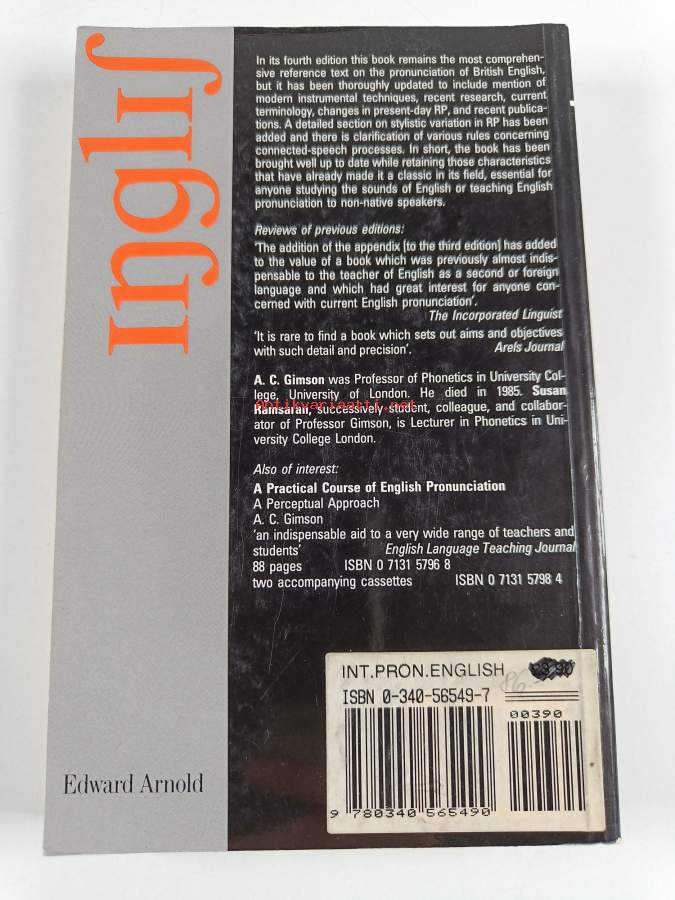 ɪŋglɪʃ
In its fourth edition this book remains the most comprehen-
sive reference text on the pronunciation of British English,
but it has been thoroughly updated to include mention of
modern instrumental techniques, recent research, current
terminology, changes in present-day RP, and recent publica-
tions. A detailed section on stylistic variation in RP has been
added and there is clarification of various rules concerning
connected-speech processes. In short, the book has been
brought well up to date while retaining those characteristics
that have already made it a classic in its field, essential for
anyone studying the sounds of English or teaching English
pronunciation to non-native speakers.
Reviews of previous editions:
'The addition of the appendix [to the third edition] has added
to the value of a book which was previously almost indis-
pensable to the teacher of English as a second or foreign
language and which had great interest for anyone con-
cerned with current English pronunciation'.
The Incorporated Linguist
'It is rare to find a book which sets out aims and objectives
with such detail and precision'. Arels Journal
A. C. Gimson was Professor of Phonetics in University Col-
lege, University of London. He died in 1985. Susan
Ramsaran, successively student, colleague, and collabor-
ator of Professor Gimson, is Lecturer in Phonetics in Uni-
versity College London.
Antikvariaatti.net
Also of interest:
A Practical Course of English Pronunciation
A Perceptual Approach
A. C. Gimson
'an indispensable aid to a very wide range of teachers and
students' English Language Teaching Journal
88 pages ISBN 0 7131 5796 8
two accompanying cassettes ISBN 0 7131 5798 4
INT.PRON.ENGLISH
ISBN 0-340-56549-7
00390
9 780340 565490
Edward Arnold